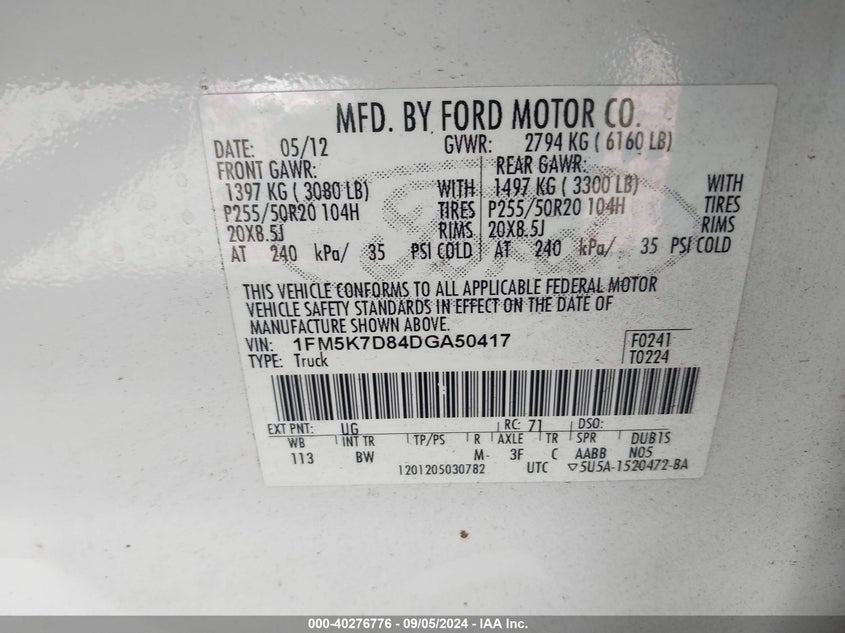 MFD. BY FORD MOTOR CO.
DATE: 05/12 GVWR: 2794 KG ( 6160 LB)
FRONT GAWR: REAR GAWR:
1397 KG ( 3080 LB) WITH 1497 KG ( 3300 LB) WITH
P255/50R20 104H TIRES P255/50R20 104H TIRES
20X8.5J RIMS 20X8.5J RIMS
AT 240 kPa/ 35 PSI COLD AT 240 kPa/ 35 PSI COLD
THIS VEHICLE CONFORMS TO ALL APPLICABLE FEDERAL MOTOR
VEHICLE SAFETY STANDARDS IN EFFECT ON THE DATE OF
MANUFACTURE SHOWN ABOVE.
VIN: 1FM5K7D84DGA50417 F0241
TYPE: Truck T0224
EXT PNT: UG RC: 71 DSO:
WB INT TR TP/PS R AXLE TR SPR DUB1S
113 BW M- 3F C AABB N05
1201205030782 UTC ▽5U5A-1520472-BA
000-40276776 - 09/05/2024 - IAA Inc.